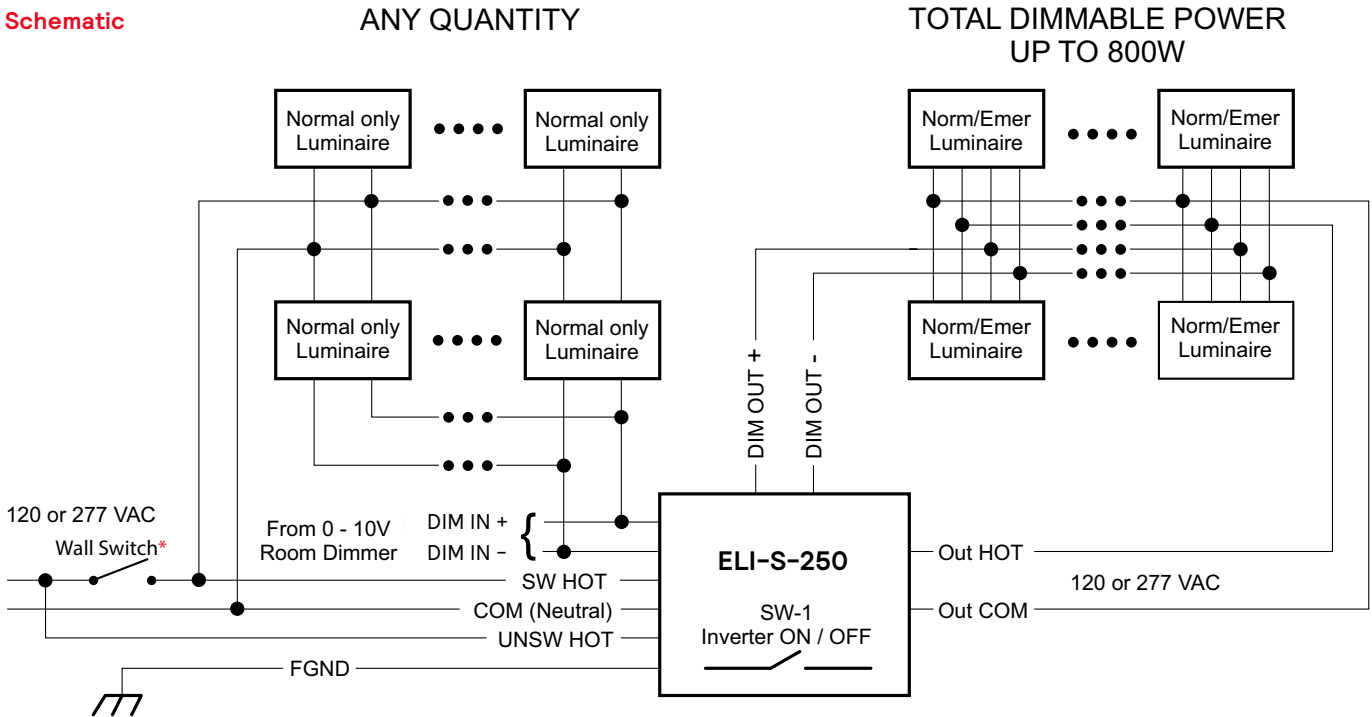 Schematic
ANY QUANTITY
TOTAL DIMMABLE POWER
UP TO 800W
Normal only
Luminaire
Normal only
Luminaire
Norm/Emer
Luminaire
Norm/Emer
Luminaire
Normal only
Luminaire
Normal only
Luminaire
Norm/Emer
Luminaire
Norm/Emer
Luminaire
DIM OUT +
DIM OUT -
120 or 277 VAC
Wall Switch*
From 0 - 10V
Room Dimmer
DIM IN +
DIM IN –
{
SW HOT
COM (Neutral)
UNSW HOT
FGND
ELI-S-250
SW-1
Inverter ON / OFF
Out HOT
120 or 277 VAC
Out COM